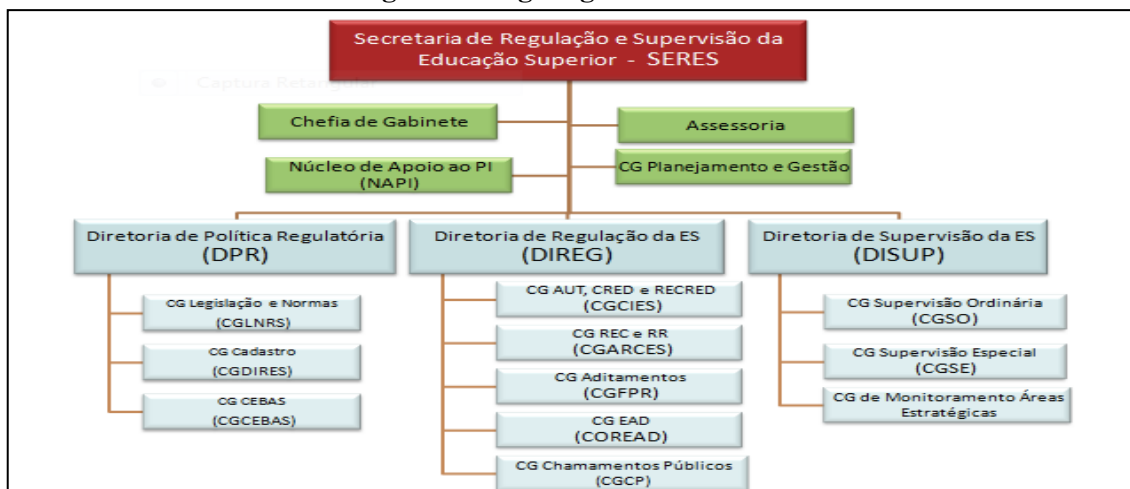 Secretaria de Regulação e Supervisão da
Educação Superior - SERES
Captura Retangular
Chefia de Gabinete
Assessoria
Núcleo de Apoio ao PI
(NAPI)
CG Planejamento e Gestão
Diretoria de Política Regulatória
(DPR)
Diretoria de Regulação da ES
(DIREG)
Diretoria de Supervisão da ES
(DISUP)
CG Legislação e Normas
(CGLNRS)
CG Cadastro
(CGDIRES)
CG CEBAS
(CGCEBAS)
CG AUT, CRED e RECRED
(CGCIES)
CG REC e RR
(CGARCES)
CG Aditamentos
(CGFPR)
CG EAD
(COREAD)
CG Chamamentos Públicos
(CGCP)
CG Supervisão Ordinária
(CGSO)
CG Supervisão Especial
(CGSE)
CG de Monitoramento Áreas
Estratégicas